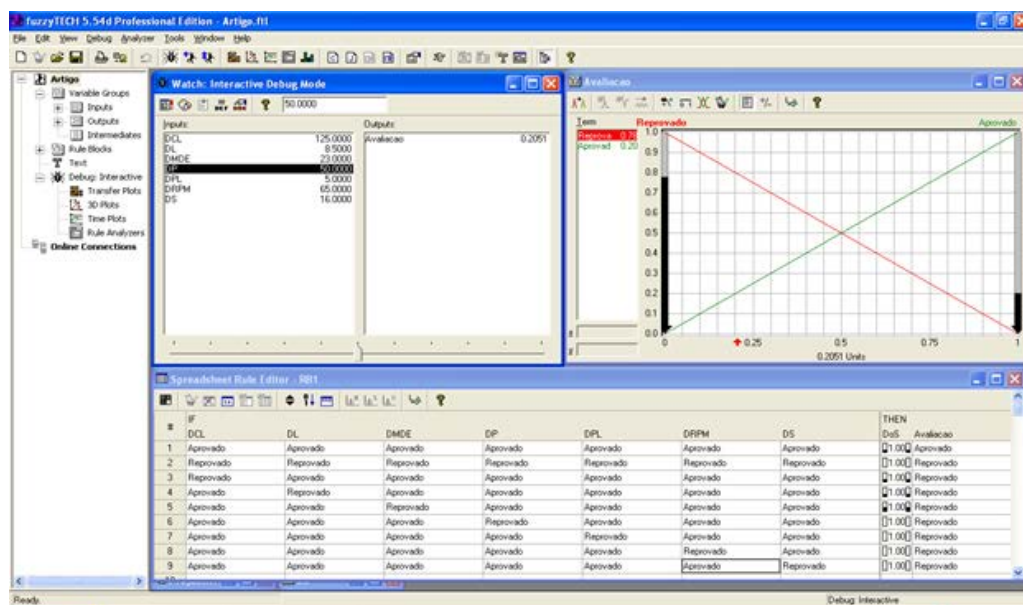 fuzzyTECH 5.54d Professional Edition - Artigo.ftl
File Edit View Debug Analyzer Tools Window Help
Artigo
Variable Groups
Inputs
Outputs
Intermediates
Rule Blocks
Text
Debug: Interactive
Transfer Plots
3D Plots
Time Plots
Rule Analyzers
Online Connections
Watch: Interactive Debug Mode
50.0000
Inputs:
DCL 125.0000
DL 8.5000
DMDE 23.0000
DP 50.0000
DPL 5.0000
DRPM 65.0000
DS 16.0000
Outputs:
Avaliacao 0.2051
Avaliacao
Term Reprovado Aprovado
Reprova 0.79
Aprovad 0.20
1.0
0.9
0.8
0.7
0.6
0.5
0.4
0.3
0.2
0.1
0.0
0 0.25 0.5 0.75 1
0.2051 Units
Spreadsheet Rule Editor - RB1
# IF THEN
DCL DL DMDE DP DPL DRPM DS DoS Avaliacao
1 Aprovado Aprovado Aprovado Aprovado Aprovado Aprovado Aprovado 1.00 Aprovado
2 Reprovado Reprovado Reprovado Reprovado Reprovado Reprovado Reprovado 1.00 Reprovado
3 Reprovado Aprovado Aprovado Aprovado Aprovado Aprovado Aprovado 1.00 Reprovado
4 Aprovado Reprovado Aprovado Aprovado Aprovado Aprovado Aprovado 1.00 Reprovado
5 Aprovado Aprovado Reprovado Aprovado Aprovado Aprovado Aprovado 1.00 Reprovado
6 Aprovado Aprovado Aprovado Reprovado Aprovado Aprovado Aprovado 1.00 Reprovado
7 Aprovado Aprovado Aprovado Aprovado Reprovado Aprovado Aprovado 1.00 Reprovado
8 Aprovado Aprovado Aprovado Aprovado Aprovado Reprovado Aprovado 1.00 Reprovado
9 Aprovado Aprovado Aprovado Aprovado Aprovado Aprovado Reprovado 1.00 Reprovado
Ready. Debug: Interactive